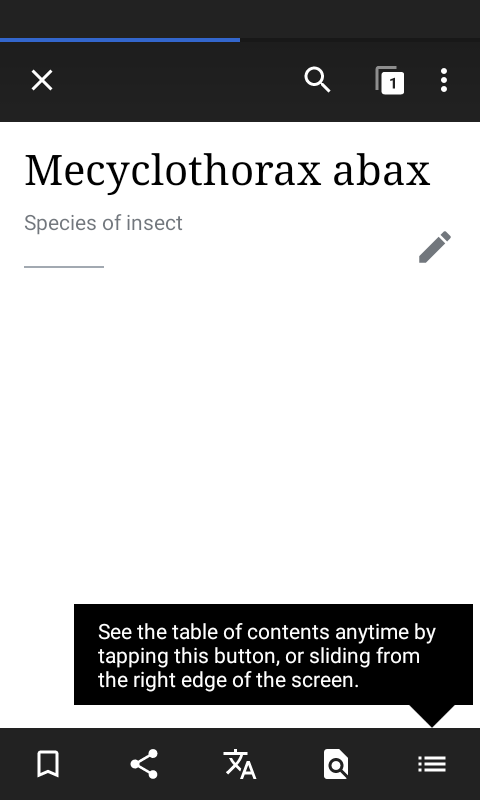 1
Mecyclothorax abax
Species of insect
See the table of contents anytime by
tapping this button, or sliding from
the right edge of the screen.